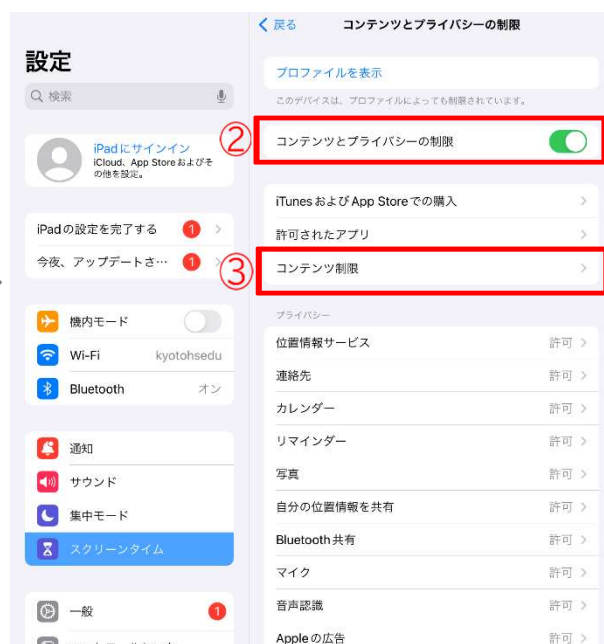 設定
検索
iPadにサインイン
iCloud、App Storeおよびそ
の他を設定。
iPadの設定を完了する 1
今夜、アップデートさ… 1
機内モード
Wi-Fi kyotohsedu
Bluetooth オン
通知
サウンド
集中モード
スクリーンタイム
一般 1
戻る コンテンツとプライバシーの制限
プロファイルを表示
このデバイスは、プロファイルによっても制限されています。
② コンテンツとプライバシーの制限
iTunesおよびApp Storeでの購入
許可されたアプリ
③ コンテンツ制限
プライバシー
位置情報サービス 許可
連絡先 許可
カレンダー 許可
リマインダー 許可
写真 許可
自分の位置情報を共有 許可
Bluetooth共有 許可
マイク 許可
音声認識 許可
Appleの広告 許可